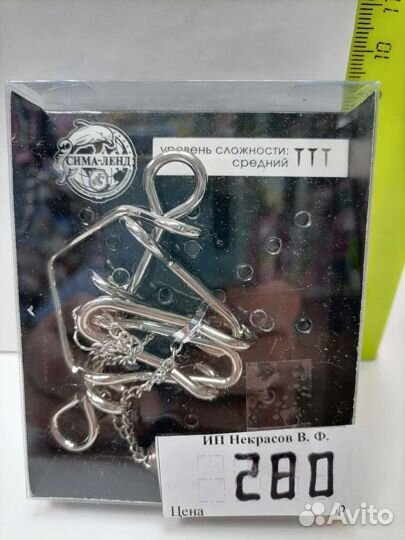 СИМА-ЛЕНД
уровень сложности:
средний
ИП Некрасов В. Ф.
280
Цена
Avito